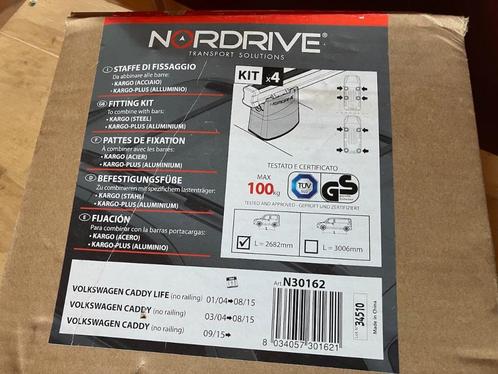 NORDRIVE®
TRANSPORT SOLUTIONS
I STAFFE DI FISSAGGIO
Da abbinare alle barre:
- KARGO (ACCIAIO)
- KARGO-PLUS (ALLUMINIO)
GB FITTING KIT
To combine with bars:
- KARGO (STEEL)
- KARGO-PLUS (ALUMINIUM)
F PATTES DE FIXATION
À combiner avec les barres:
- KARGO (ACIER)
- KARGO-PLUS (ALUMINIUM)
D BEFESTIGUNGSFÜßE
Zu combinieren mit spezifischem lastenträger:
- KARGO (STAHL)
- KARGO-PLUS (ALUMINIUM)
E FIJACIÓN
Para combinar con la barras portacargas:
- KARGO (ACERO)
- KARGO-PLUS (ALUMINIO)
KIT x4
NORDRIVE
TESTATO E CERTIFICATO
MAX
100kg
TÜV
GS
TESTED AND APPROVED - GEPRÜFT UND ZERTIFIZIERT
L
L
L = 2682mm
L = 3006mm
VOLKSWAGEN CADDY LIFE (no railing) 01/04 08/15
VOLKSWAGEN CADDY (no railing) 03/04 08/15
VOLKSWAGEN CADDY (no railing) 09/15
Art. N30162
8 034057 301621
34510
Made in China